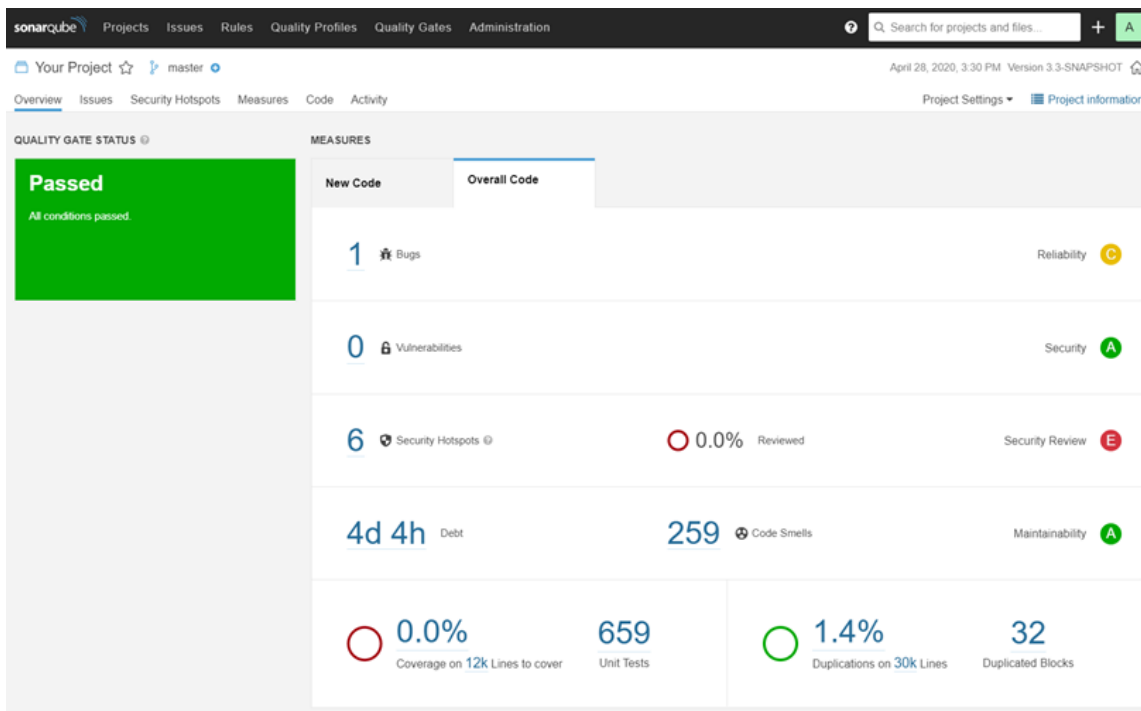 sonarqube Projects Issues Rules Quality Profiles Quality Gates Administration ? Search for projects and files... + A
Your Project master April 28, 2020, 3:30 PM Version 3.3-SNAPSHOT
Overview Issues Security Hotspots Measures Code Activity Project Settings Project information
QUALITY GATE STATUS ? MEASURES
Passed
All conditions passed.
New Code Overall Code
1 Bugs Reliability C
0 Vulnerabilities Security A
6 Security Hotspots ? 0.0% Reviewed Security Review E
4d 4h Debt 259 Code Smells Maintainability A
0.0% 659 1.4% 32
Coverage on 12k Lines to cover Unit Tests Duplications on 30k Lines Duplicated Blocks